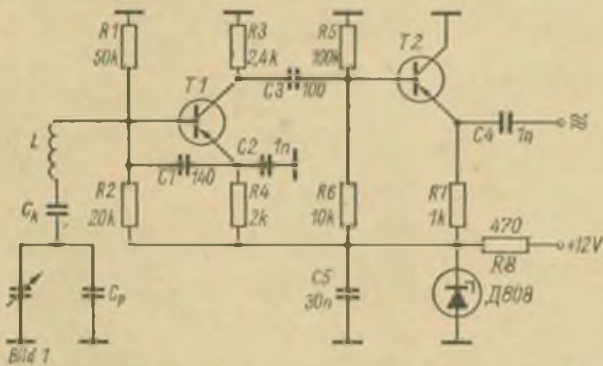 R1
50k
R3
2,4k
R5
100k
T2
T1
C3
100
L
C2
1n
C4
1n
≋
C1
140
Ck
R2
20k
R4
2k
R6
10k
R7
1k
470
+12V
R8
C5
30n
Д808
Cp
Bild 1